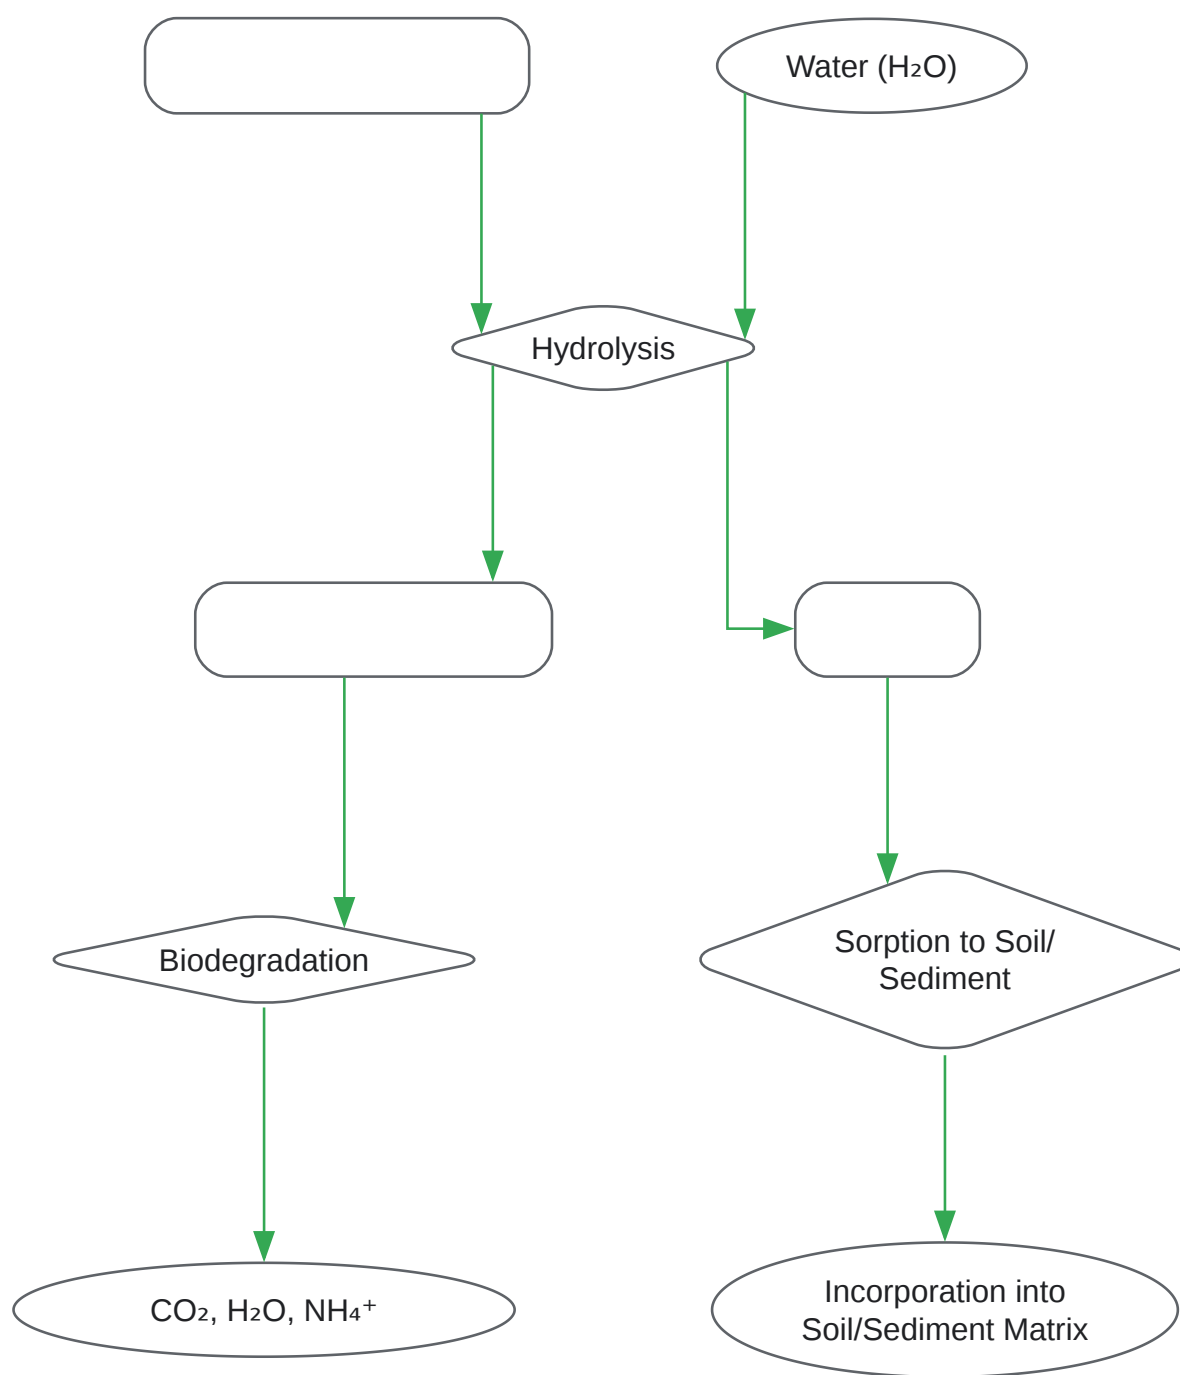 Water (H₂O)
Hydrolysis
Biodegradation
Sorption to Soil/
Sediment
CO₂, H₂O, NH₄⁺
Incorporation into
Soil/Sediment Matrix